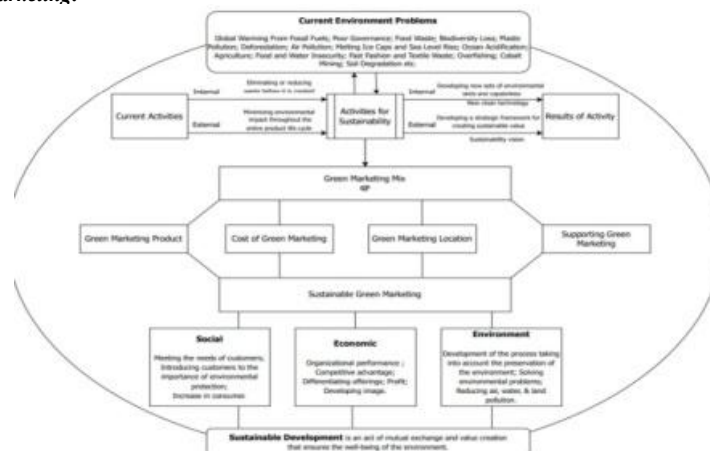 Current Environment Problems
Global Warming From Fossil Fuels; Poor Governance; Food Waste; Biodiversity Loss; Plastic
Pollution; Deforestation; Air Pollution; Melting Ice Caps and Sea Level Rise; Ocean Acidification;
Agriculture; Food and Water Insecurity; Fast Fashion and Textile Waste; Overfishing; Cobalt
Mining; Soil Degradation etc.
Current Activities
Internal
Eliminating or reducing
waste before it is created
External
Minimising environmental
impact throughout the
entire product life cycle
Activities for
Sustainability
Internal
Developing new sets of environmental
and capabilities
New clean technology
External
Developing a strategic framework for
creating sustainable value
Sustainability vision
Results of Activity
Green Marketing Mix
4P
Green Marketing Product
Cost of Green Marketing
Green Marketing Location
Supporting Green
Marketing
Sustainable Green Marketing
Social
Meeting the needs of customers;
Introducing customers to the
importance of environmental
protection;
Increase in consumer
Economic
Organizational performance ;
Competitive advantage;
Differentiating offerings; Profit;
Developing image.
Environment
Development of the process taking
into account the preservation of
the environment; Solving
environmental problems;
Reducing air, water, & land
pollution.
Sustainable Development is an act of mutual exchange and value creation
that ensures the well-being of the environment.